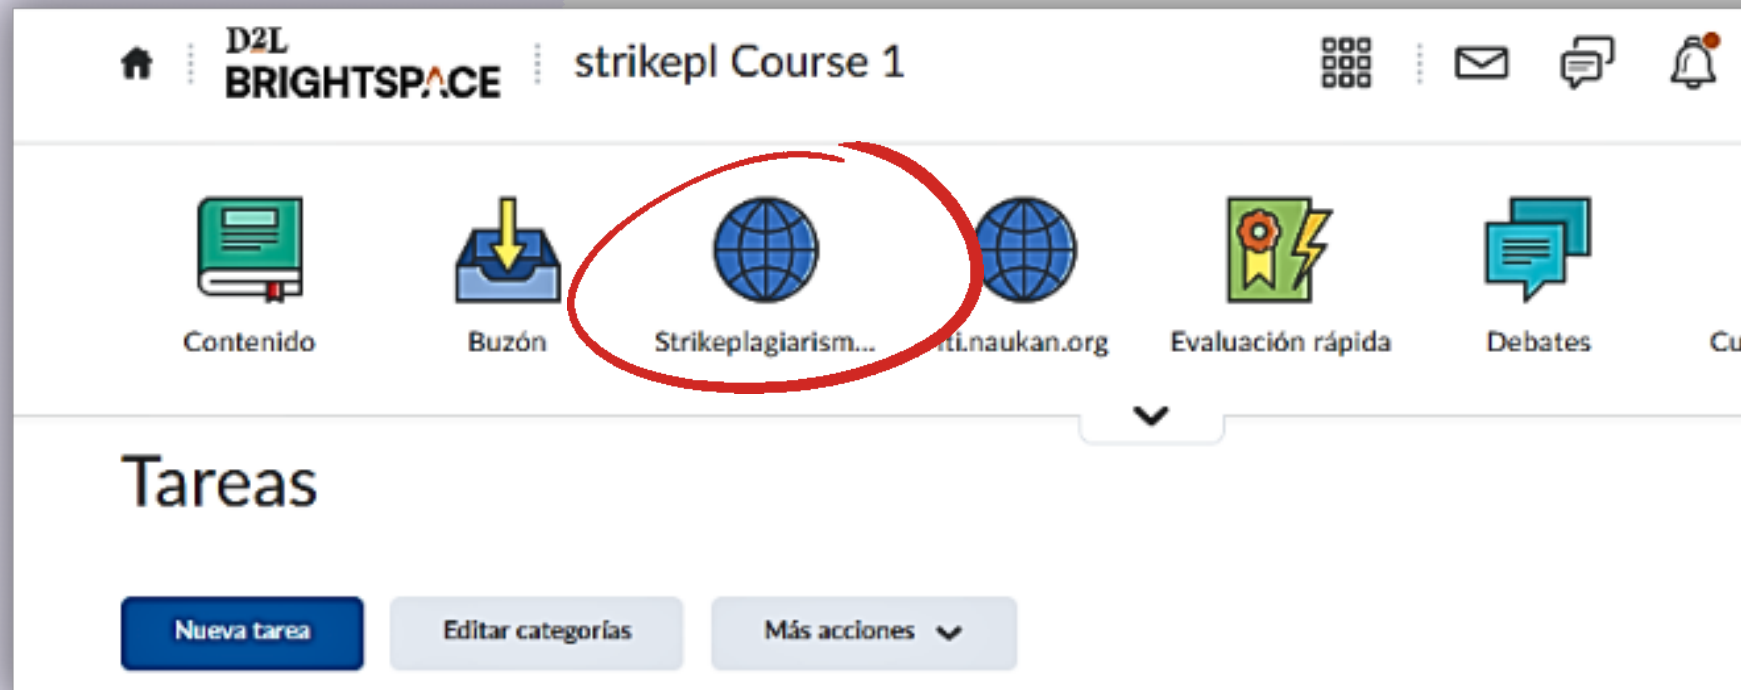 D2L
BRIGHTSPACE
strikepl Course 1
Contenido
Buzón
Strikeplagiarism...
lti.naukan.org
Evaluación rápida
Debates
Cu
Tareas
Nueva tarea
Editar categorías
Más acciones